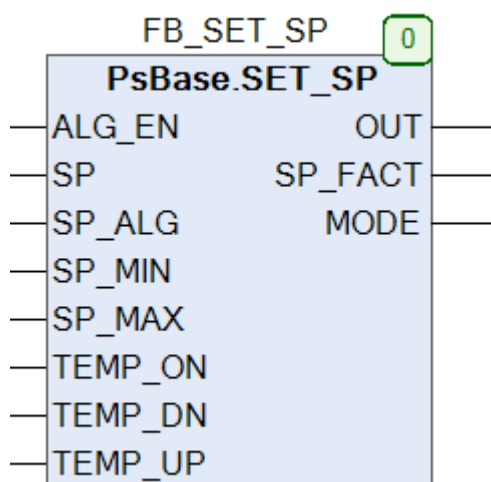 FB_SET_SP 0
PsBase.SET_SP
ALG_EN OUT
SP SP_FACT
SP_ALG MODE
SP_MIN
SP_MAX
TEMP_ON
TEMP_DN
TEMP_UP